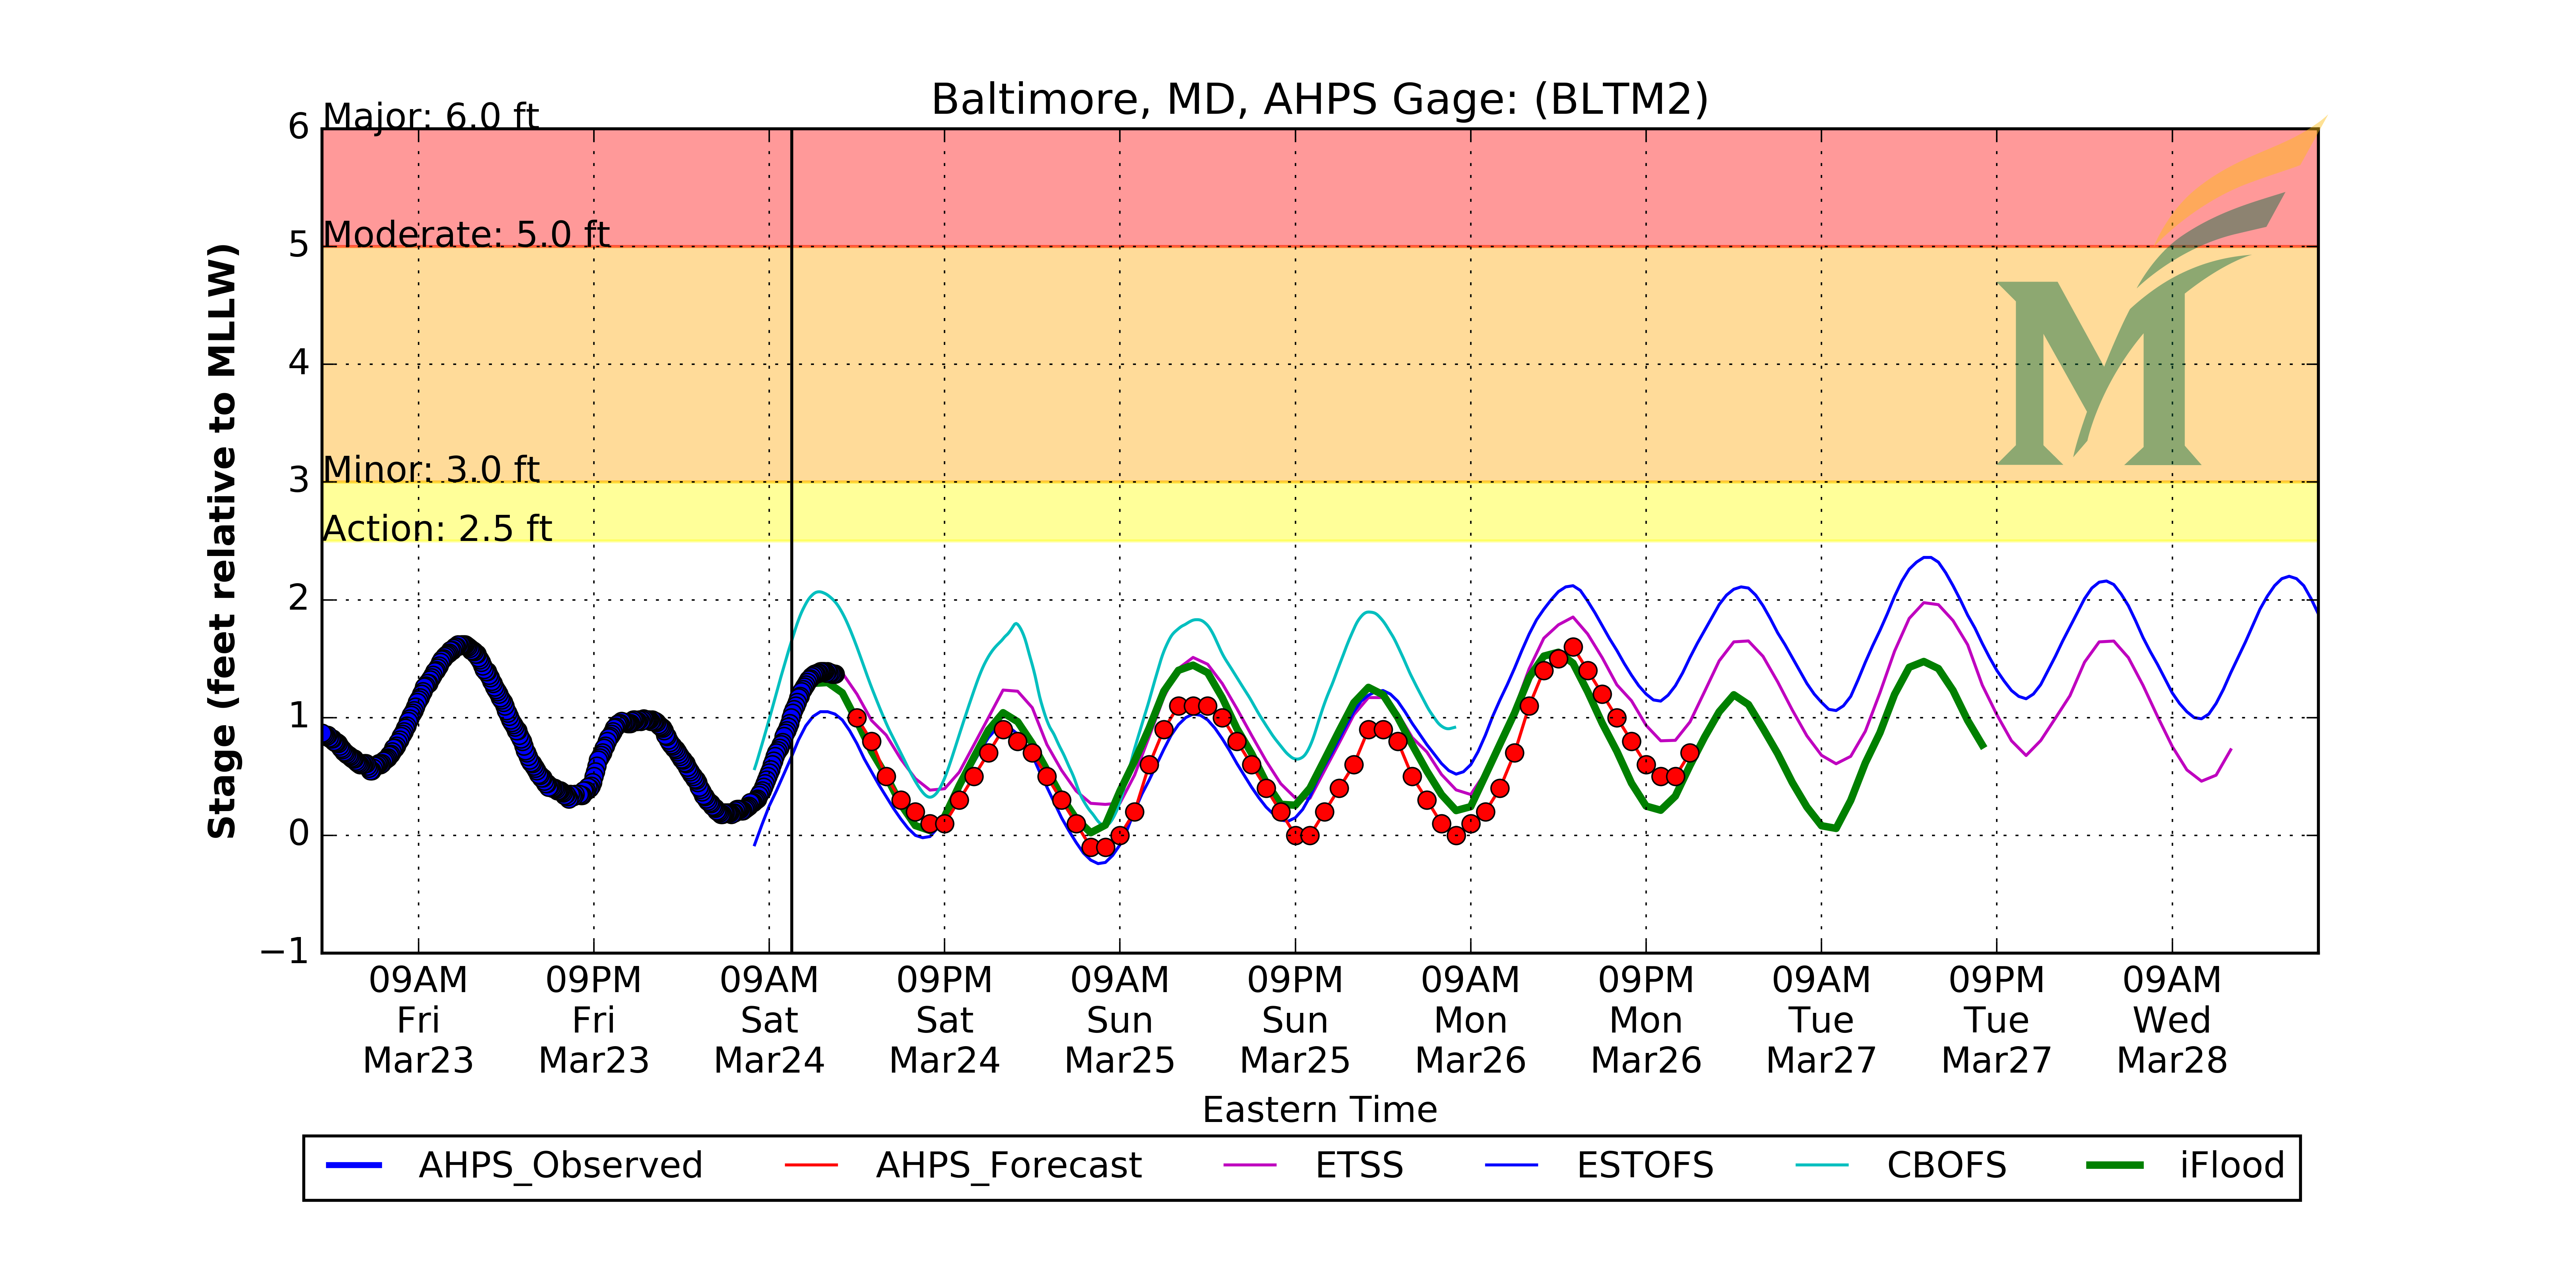 Baltimore, MD, AHPS Gage: (BLTM2)
Major: 6.0 ft
Moderate: 5.0 ft
Minor: 3.0 ft
Action: 2.5 ft
6
5
4
3
2
1
0
−1
Stage (feet relative to MLLW)
09AM 09PM 09AM 09PM 09AM 09PM 09AM 09PM 09AM 09PM 09AM
Fri Fri Sat Sat Sun Sun Mon Mon Tue Tue Wed
Mar23 Mar23 Mar24 Mar24 Mar25 Mar25 Mar26 Mar26 Mar27 Mar27 Mar28
Eastern Time
AHPS_Observed AHPS_Forecast ETSS ESTOFS CBOFS iFlood
M